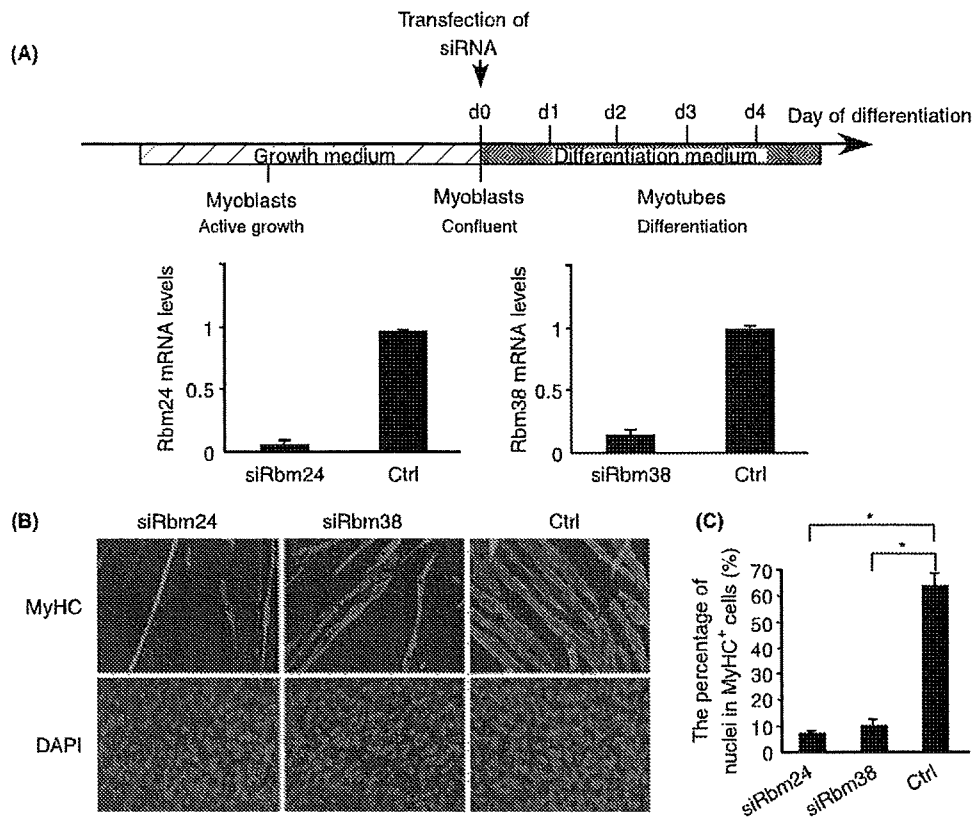 Transfection of
siRNA
(A)
d0 d1 d2 d3 d4 Day of differentiation
Growth medium Differentiation medium
Myoblasts Myoblasts Myotubes
Active growth Confluent Differentiation
Rbm24 mRNA levels
1
0.5
0
siRbm24 Ctrl
Rbm38 mRNA levels
1
0.5
0
siRbm38 Ctrl
(B)
siRbm24 siRbm38 Ctrl
MyHC
DAPI
(C)
* 
*
The percentage of
nuclei in MyHC+ cells (%)
70
60
50
40
30
20
10
0
siRbm24 siRbm38 Ctrl